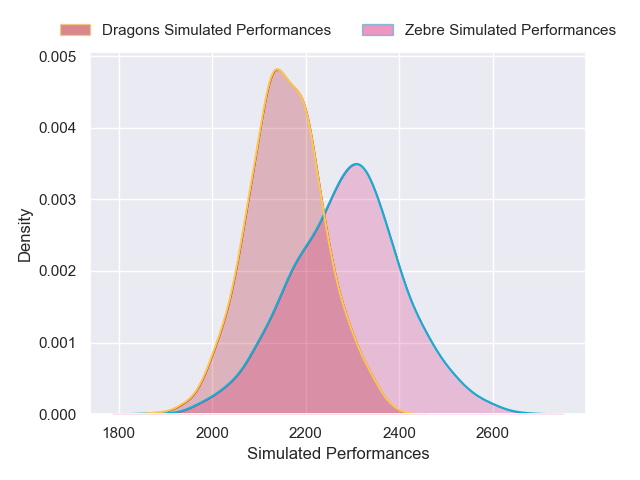 Dragons Simulated Performances Zebre Simulated Performances
0.005
0.004
0.003
0.002
0.001
0.000
Density
1800 2000 2200 2400 2600
Simulated Performances